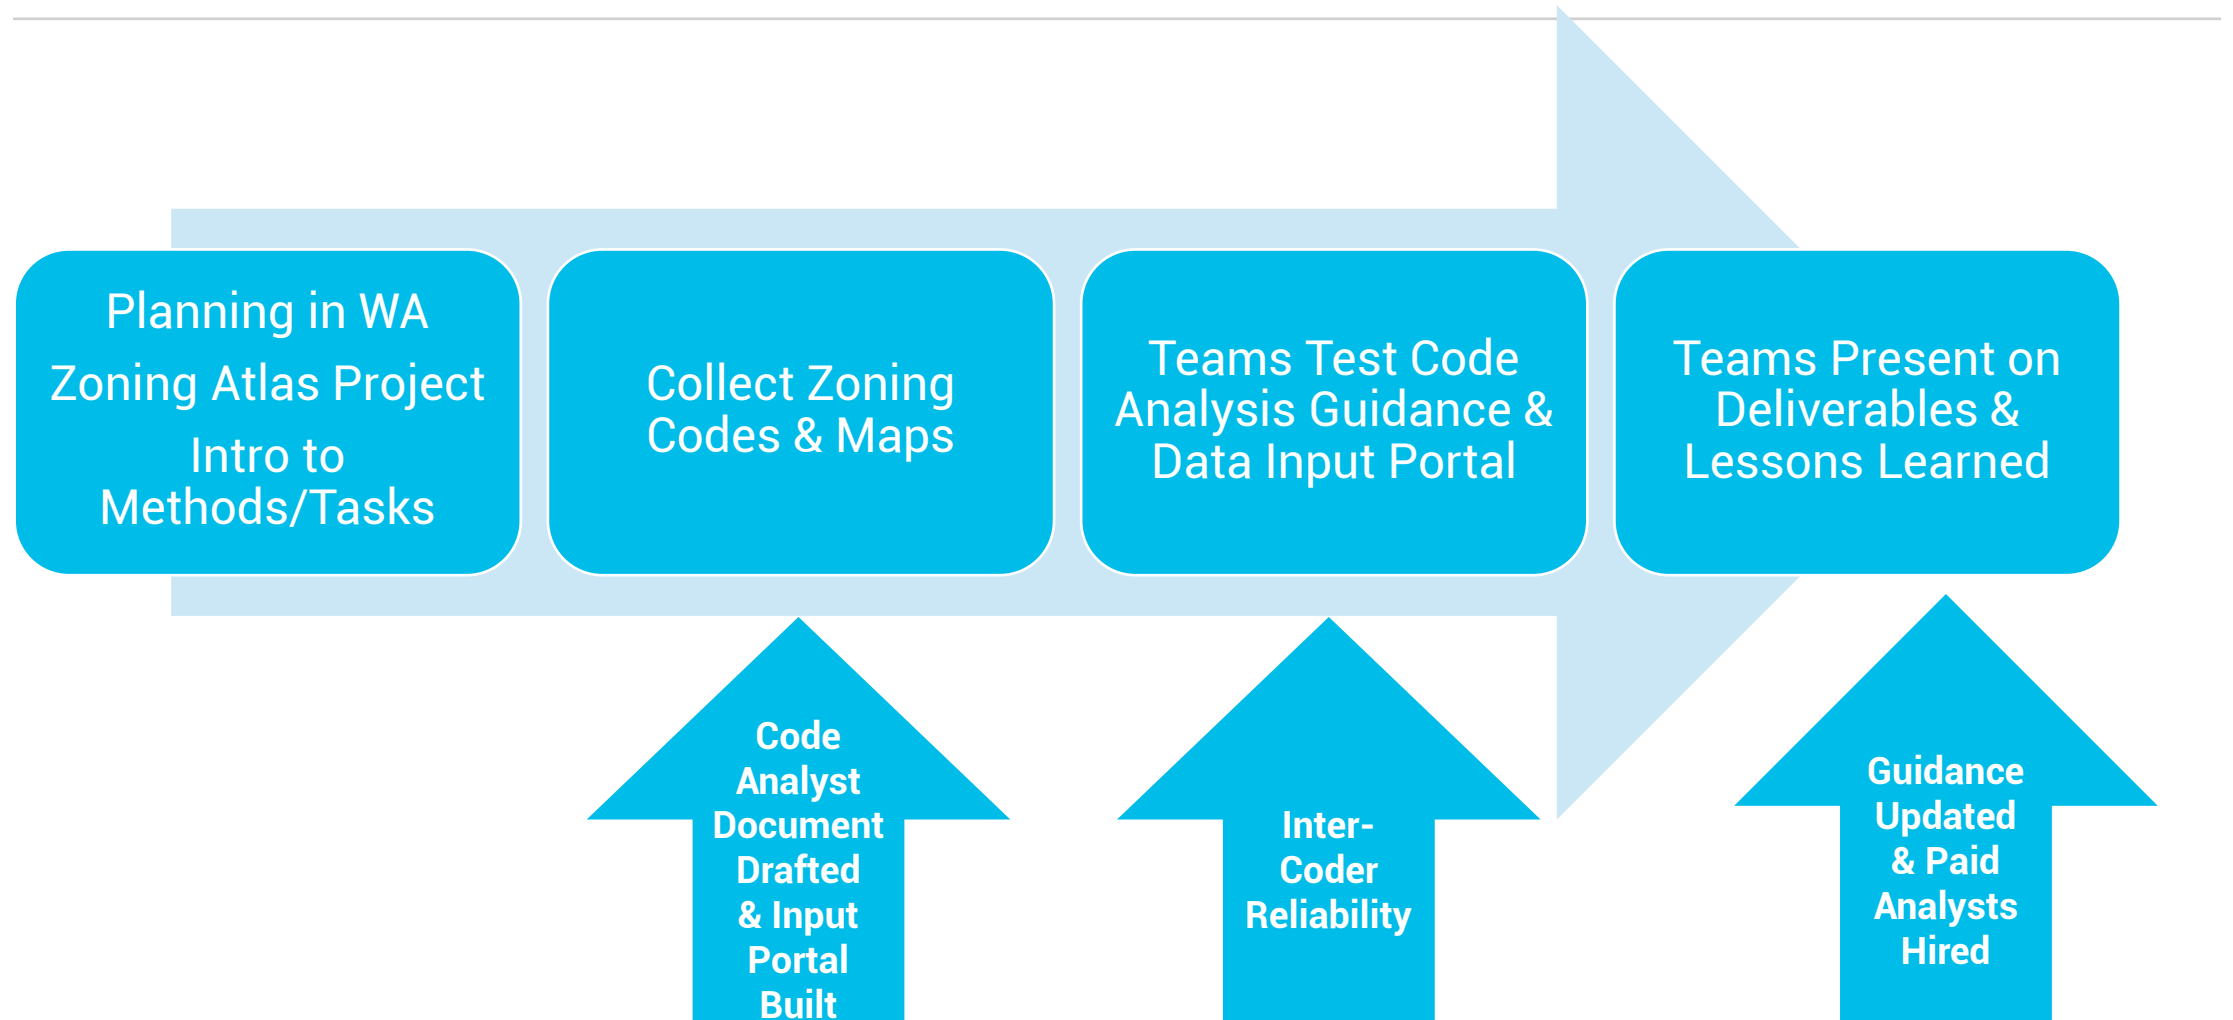 Planning in WA
Zoning Atlas Project
Intro to
Methods/Tasks
Collect Zoning
Codes & Maps
Teams Test Code
Analysis Guidance &
Data Input Portal
Teams Present on
Deliverables &
Lessons Learned
Code
Analyst
Document
Drafted
& Input
Portal
Built
Inter-
Coder
Reliability
Guidance
Updated
& Paid
Analysts
Hired